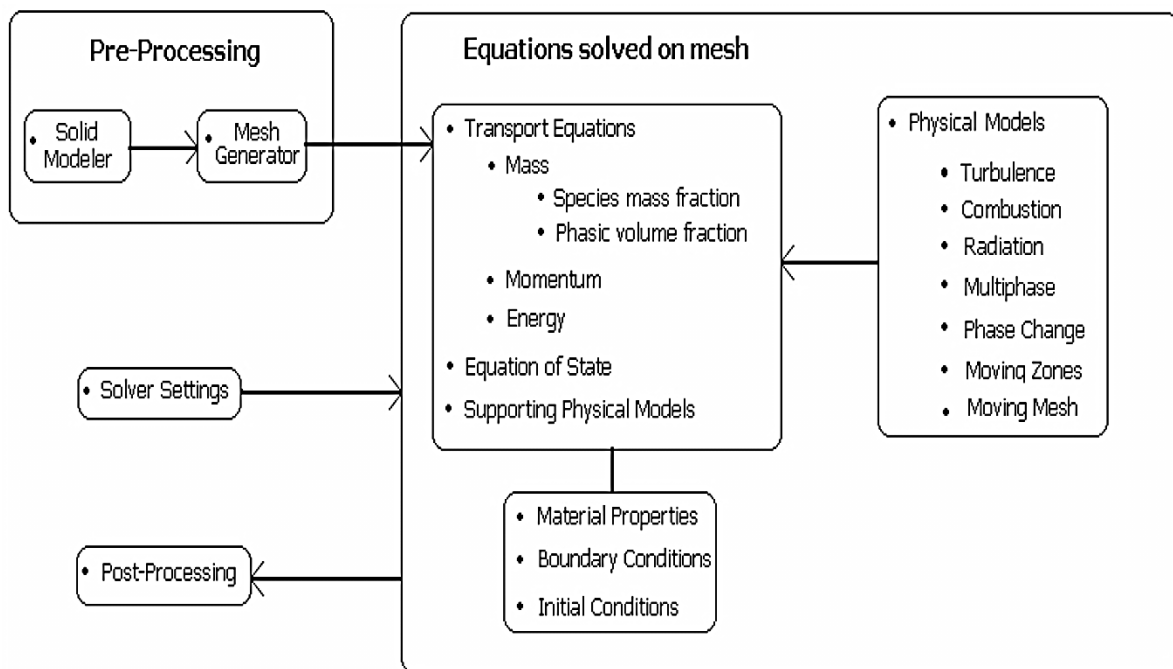 Pre-Processing
• Solid
Modeler
• Mesh
Generator
Equations solved on mesh
• Transport Equations
• Mass
• Species mass fraction
• Phasic volume fraction
• Momentum
• Energy
• Equation of State
• Supporting Physical Models
• Physical Models
• Turbulence
• Combustion
• Radiation
• Multiphase
• Phase Change
• Moving Zones
• Moving Mesh
• Solver Settings
• Material Properties
• Boundary Conditions
• Initial Conditions
• Post-Processing